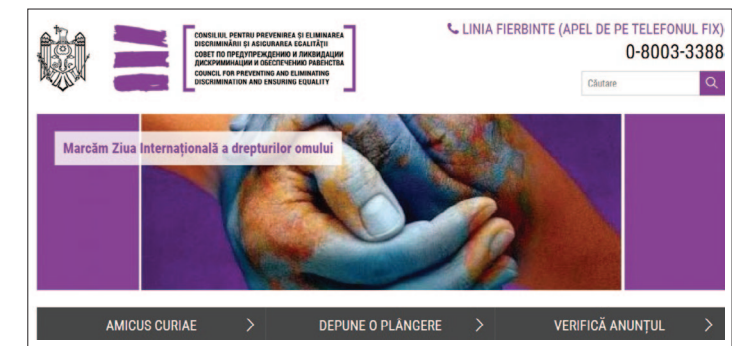 CONSILIUL PENTRU PREVENIREA ȘI ELIMINAREA
DISCRIMINĂRII ȘI ASIGURAREA EGALITĂȚII
СОВЕТ ПО ПРЕДУПРЕЖДЕНИЮ И ЛИКВИДАЦИИ
ДИСКРИМИНАЦИИ И ОБЕСПЕЧЕНИЮ РАВЕНСТВА
COUNCIL FOR PREVENTING AND ELIMINATING
DISCRIMINATION AND ENSURING EQUALITY
LINIA FIERBINTE (APEL DE PE TELEFONUL FIX)
0-8003-3388
Căutare
Marcăm Ziua Internațională a drepturilor omului
AMICUS CURIAE
DEPUNE O PLÂNGERE
VERIFICĂ ANUNȚUL